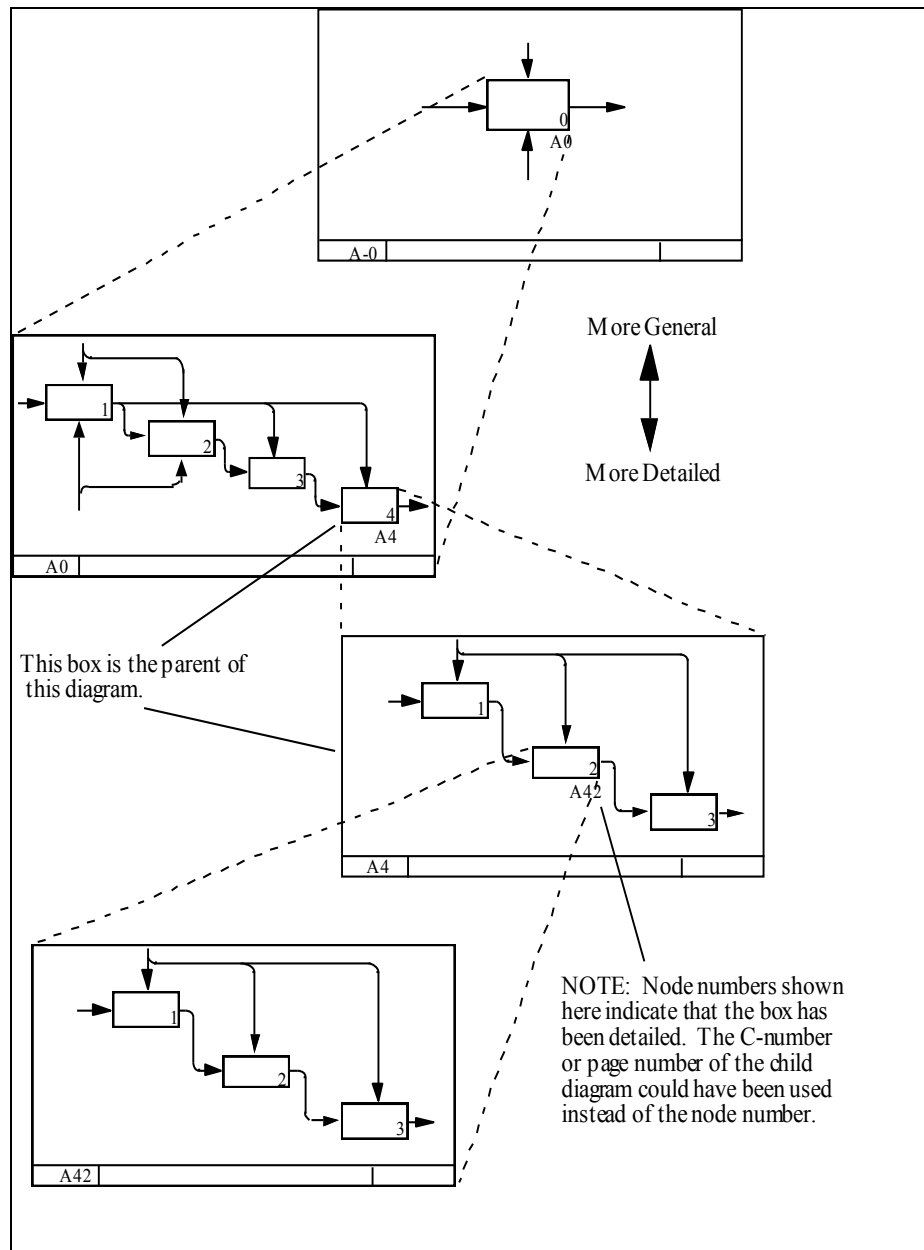 0
A0
A-0
More General
More Detailed
1
2
3
4
A4
A0
This box is the parent of
this diagram.
1
2
A42
3
A4
NOTE: Node numbers shown
here indicate that the box has
been detailed. The C-number
or page number of the child
diagram could have been used
instead of the node number.
1
2
3
A42